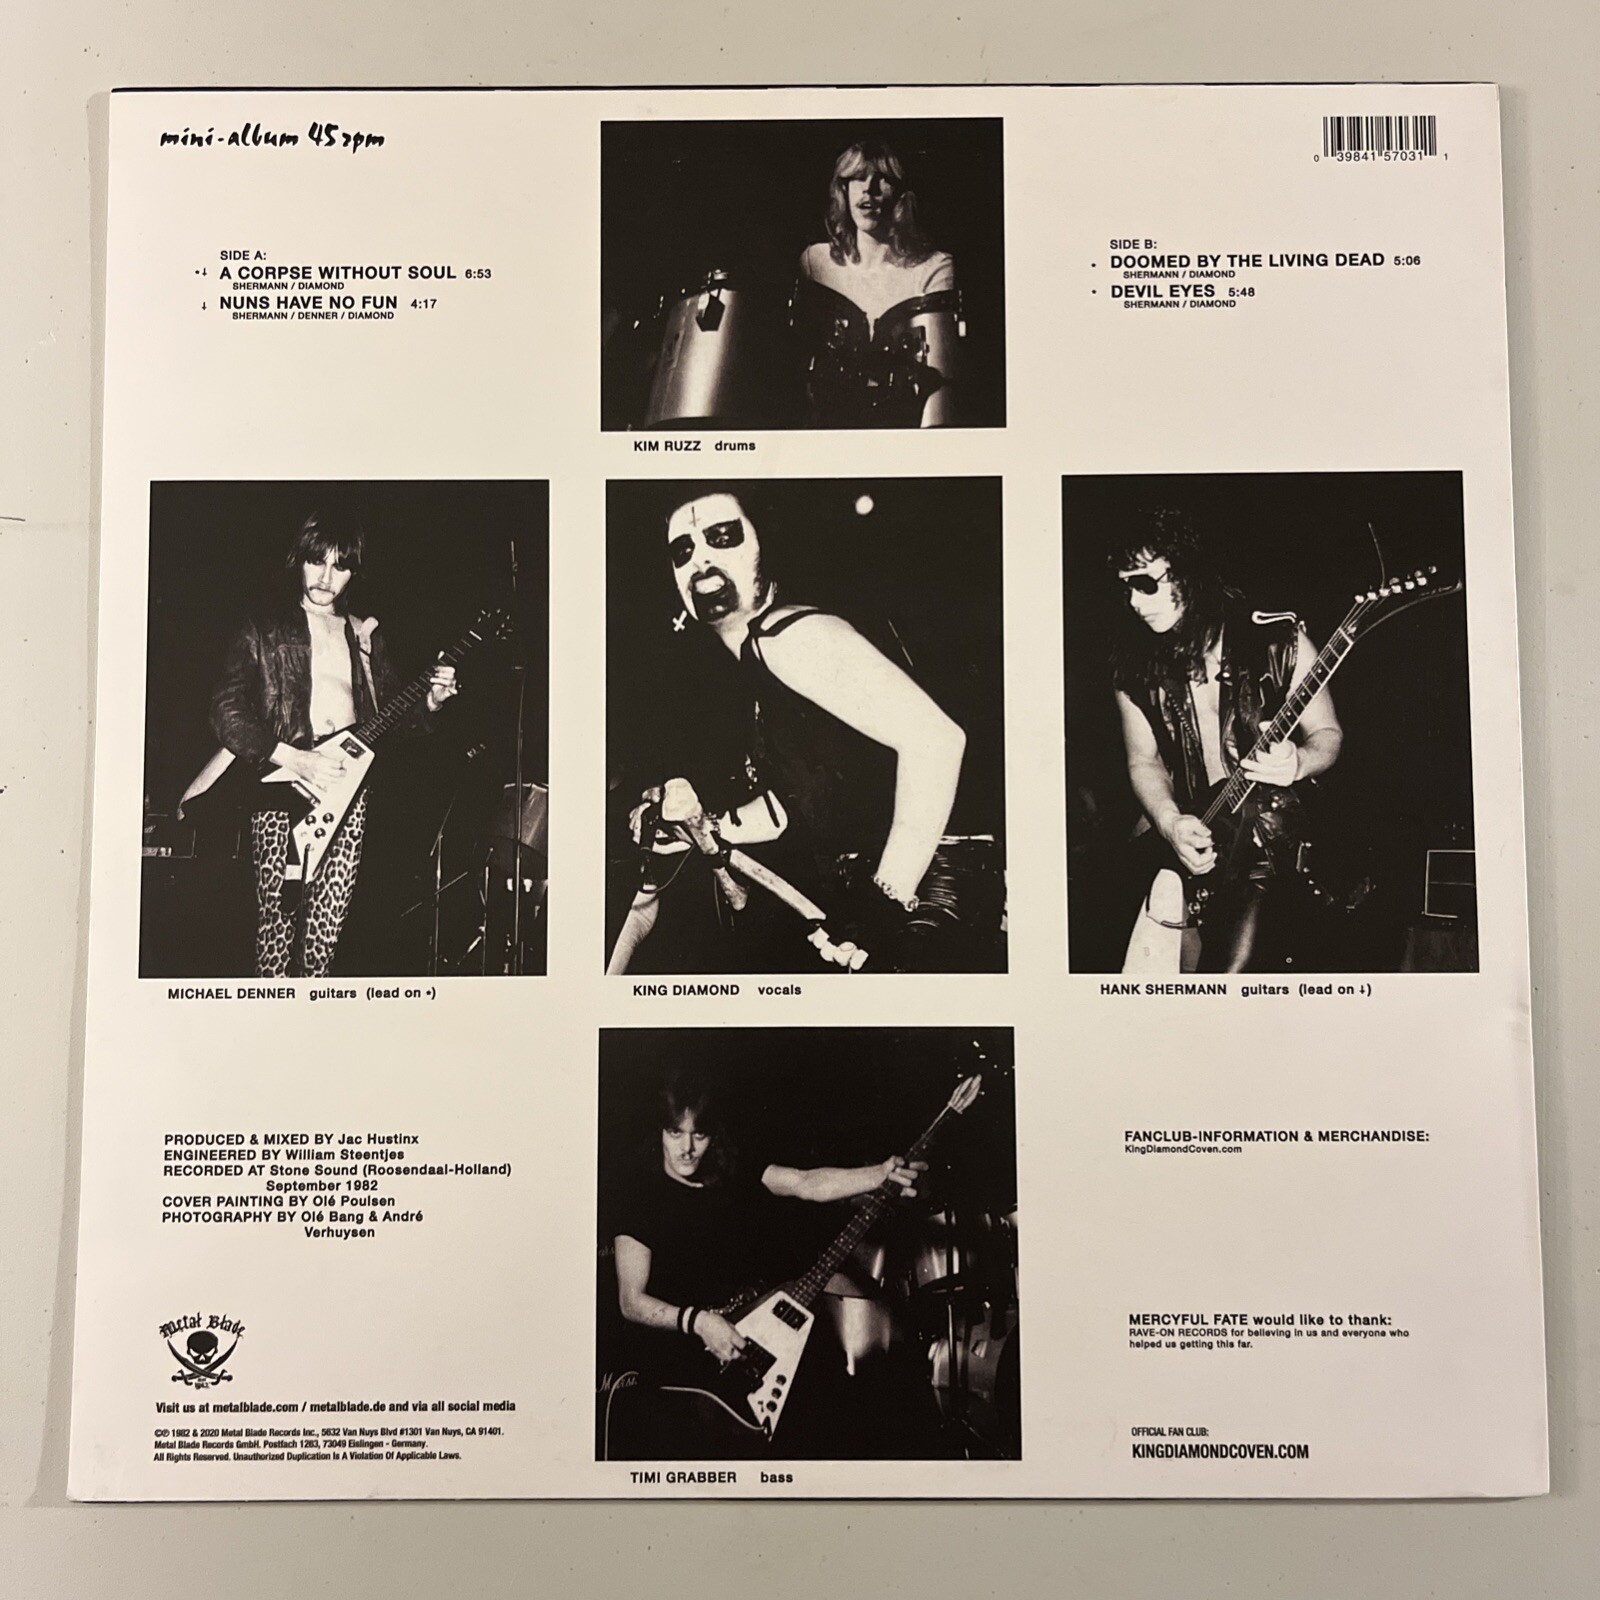 mini-album 45rpm
0 39841 57031 1
SIDE A:
•↓ A CORPSE WITHOUT SOUL 6:53
SHERMANN / DIAMOND
↓ NUNS HAVE NO FUN 4:17
SHERMANN / DENNER / DIAMOND
SIDE B:
• DOOMED BY THE LIVING DEAD 5:06
SHERMANN / DIAMOND
• DEVIL EYES 5:48
SHERMANN / DIAMOND
KIM RUZZ drums
MICHAEL DENNER guitars (lead on •)
KING DIAMOND vocals
HANK SHERMANN guitars (lead on ↓)
PRODUCED & MIXED BY Jac Hustinx
ENGINEERED BY William Steentjes
RECORDED AT Stone Sound (Roosendaal-Holland)
September 1982
COVER PAINTING BY Olé Poulsen
PHOTOGRAPHY BY Olé Bang & André
Verhuysen
FANCLUB-INFORMATION & MERCHANDISE:
KingDiamondCoven.com
MERCYFUL FATE would like to thank:
RAVE-ON RECORDS for believing in us and everyone who
helped us getting this far.
Metal Blade
Visit us at metalblade.com / metalblade.de and via all social media
©℗ 1982 & 2020 Metal Blade Records Inc., 5632 Van Nuys Blvd #1301 Van Nuys, CA 91401.
Metal Blade Records GmbH. Postfach 1263, 73049 Eislingen - Germany.
All Rights Reserved. Unauthorized Duplication Is A Violation Of Applicable Laws.
OFFICIAL FAN CLUB:
KINGDIAMONDCOVEN.COM
TIMI GRABBER bass